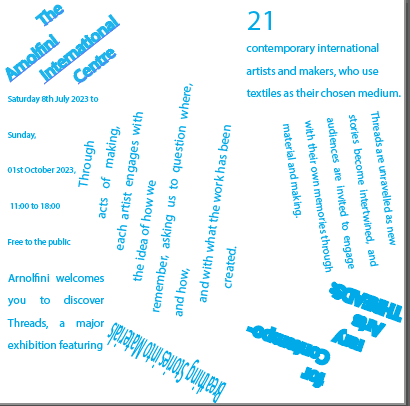 The
Arnolfini
International
Centre
for
Contempo-
rary
Arts
THREADS:
Breathing Stories into Materials
Saturday 8th July 2023 to
Sunday,
01st October 2023,
11:00 to 18:00
Free to the public
Arnolfini welcomes
you to discover
Threads, a major
exhibition featuring
21
contemporary international
artists and makers, who use
textiles as their chosen medium.
Through
acts of making,
each artist engages with
the idea of how we
remember, asking us to question where,
and how,
and with what the work has been
created.
Threads are unravelled as new
stories become intertwined, and
audiences are invited to engage
with their own memories through
material and making.